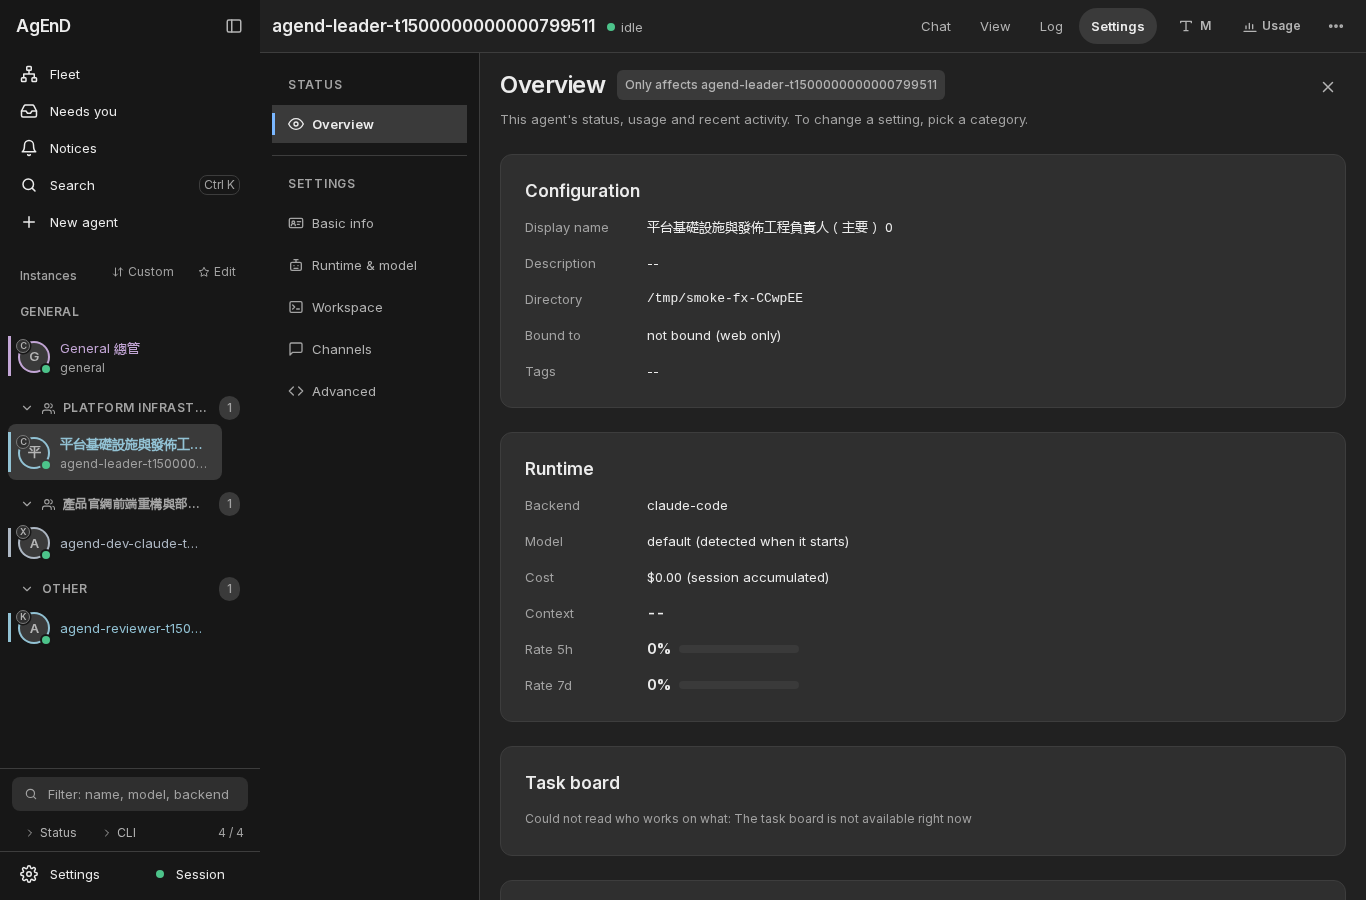 AgEnD
Fleet
Needs you
Notices
Search
Ctrl K
New agent
Instances
Custom
Edit
GENERAL
C
G
General 總管
general
PLATFORM INFRAST...
1
C
平
平台基礎設施與發佈工...
agend-leader-t150000...
產品官網前端重構與部...
1
X
A
agend-dev-claude-t...
OTHER
1
K
A
agend-reviewer-t150...
Filter: name, model, backend
Status
CLI
4 / 4
Settings
Session
agend-leader-t1500000000000799511
idle
Chat
View
Log
Settings
M
Usage
STATUS
Overview
SETTINGS
Basic info
Runtime & model
Workspace
Channels
Advanced
Overview
Only affects agend-leader-t1500000000000799511
This agent's status, usage and recent activity. To change a setting, pick a category.
Configuration
Display name
平台基礎設施與發佈工程負責人（主要）0
Description
--
Directory
/tmp/smoke-fx-CCwpEE
Bound to
not bound (web only)
Tags
--
Runtime
Backend
claude-code
Model
default (detected when it starts)
Cost
$0.00 (session accumulated)
Context
--
Rate 5h
0%
Rate 7d
0%
Task board
Could not read who works on what: The task board is not available right now